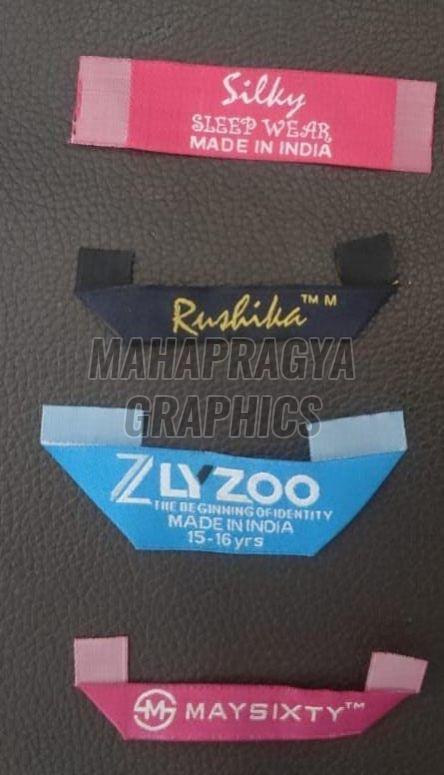 Silky
SLEEP WEAR
MADE IN INDIA
Rushika™ M
MAHAPRAGYA
GRAPHICS
ZLYZOO
THE BEGINNING OF IDENTITY
MADE IN INDIA
15-16 yrs
SM MAYSIXTY™